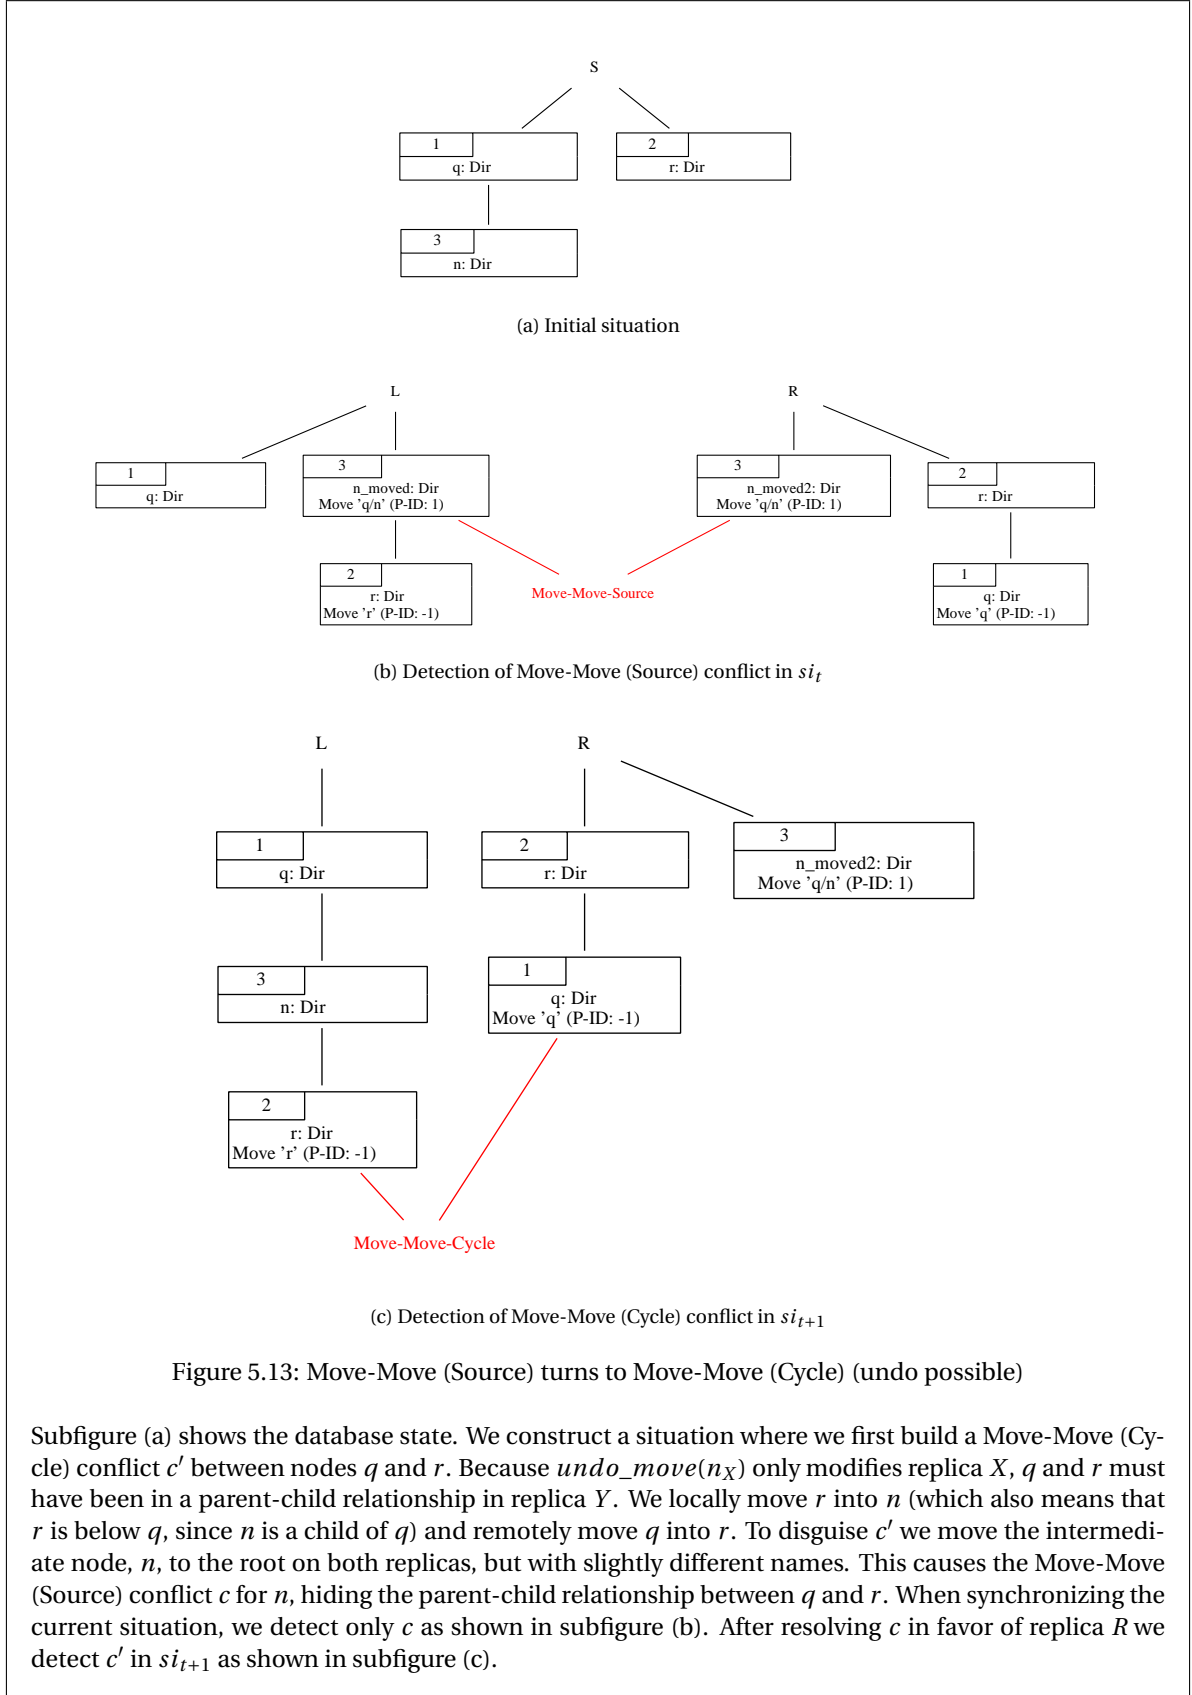 S
1
q: Dir
2
r: Dir
3
n: Dir
(a) Initial situation
L
R
1
q: Dir
3
n_moved: Dir
Move 'q/n' (P-ID: 1)
3
n_moved2: Dir
Move 'q/n' (P-ID: 1)
2
r: Dir
2
r: Dir
Move 'r' (P-ID: -1)
Move-Move-Source
1
q: Dir
Move 'q' (P-ID: -1)
(b) Detection of Move-Move (Source) conflict in si_t
L
R
1
q: Dir
2
r: Dir
3
n_moved2: Dir
Move 'q/n' (P-ID: 1)
3
n: Dir
1
q: Dir
Move 'q' (P-ID: -1)
2
r: Dir
Move 'r' (P-ID: -1)
Move-Move-Cycle
(c) Detection of Move-Move (Cycle) conflict in si_{t+1}
Figure 5.13: Move-Move (Source) turns to Move-Move (Cycle) (undo possible)
Subfigure (a) shows the database state. We construct a situation where we first build a Move-Move (Cy-
cle) conflict c′ between nodes q and r. Because undo_move(n_X) only modifies replica X, q and r must
have been in a parent-child relationship in replica Y. We locally move r into n (which also means that
r is below q, since n is a child of q) and remotely move q into r. To disguise c′ we move the intermedi-
ate node, n, to the root on both replicas, but with slightly different names. This causes the Move-Move
(Source) conflict c for n, hiding the parent-child relationship between q and r. When synchronizing the
current situation, we detect only c as shown in subfigure (b). After resolving c in favor of replica R we
detect c′ in si_{t+1} as shown in subfigure (c).